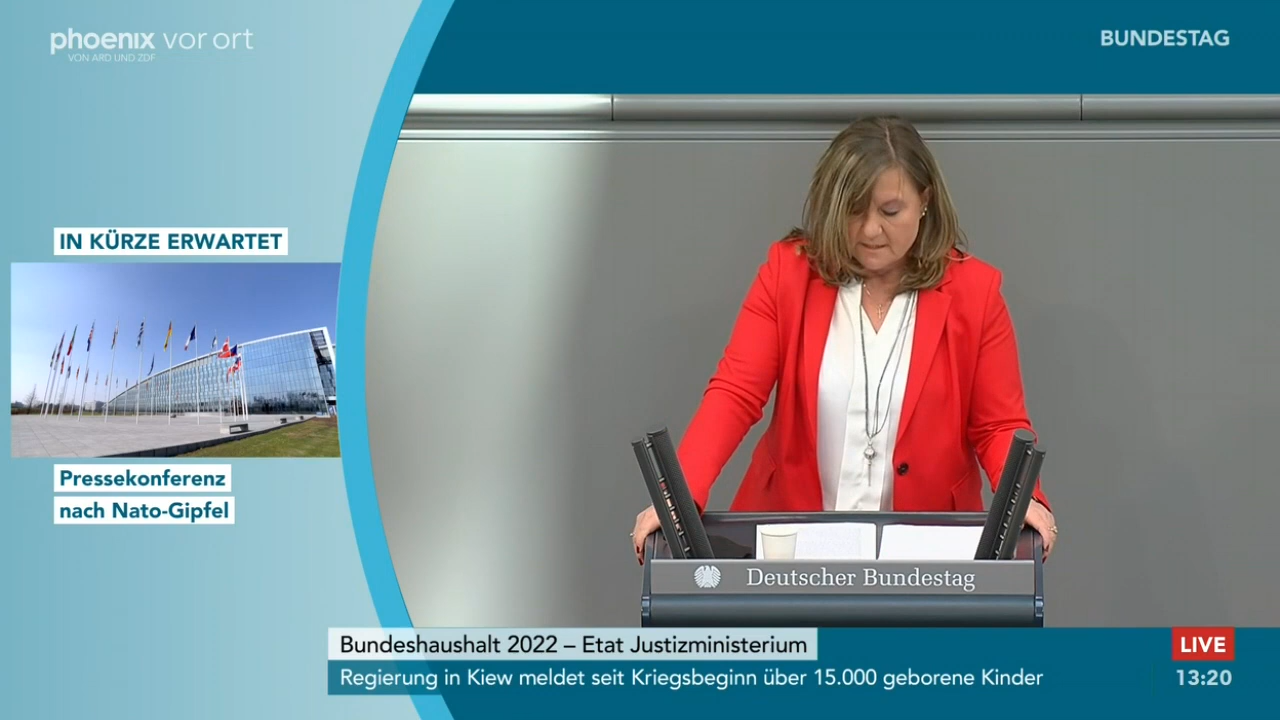 phoenix vor ort
VON ARD UND ZDF
BUNDESTAG
IN KÜRZE ERWARTET
Pressekonferenz
nach Nato-Gipfel
Deutscher Bundestag
Bundeshaushalt 2022 – Etat Justizministerium
LIVE
Regierung in Kiew meldet seit Kriegsbeginn über 15.000 geborene Kinder
13:20